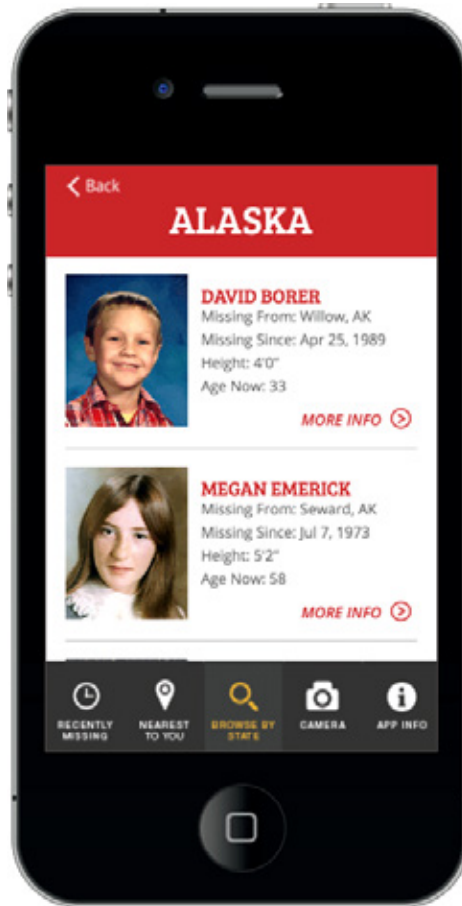 Back
ALASKA
DAVID BORER
Missing From: Willow, AK
Missing Since: Apr 25, 1989
Height: 4'0"
Age Now: 33
MORE INFO
MEGAN EMERICK
Missing From: Seward, AK
Missing Since: Jul 7, 1973
Height: 5'2"
Age Now: 58
MORE INFO
RECENTLY
MISSING
NEAREST
TO YOU
BROWSE BY
STATE
CAMERA
APP INFO